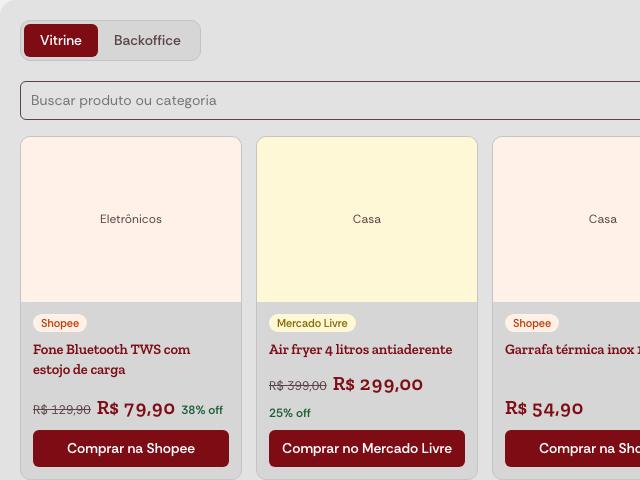 Vitrine
Backoffice
Buscar produto ou categoria
Eletrônicos
Shopee
Fone Bluetooth TWS com
estojo de carga
R$ 129,90 R$ 79,90 38% off
Comprar na Shopee
Casa
Mercado Livre
Air fryer 4 litros antiaderente
R$ 399,00 R$ 299,00
25% off
Comprar no Mercado Livre
Casa
Shopee
Garrafa térmica inox
R$ 54,90
Comprar na